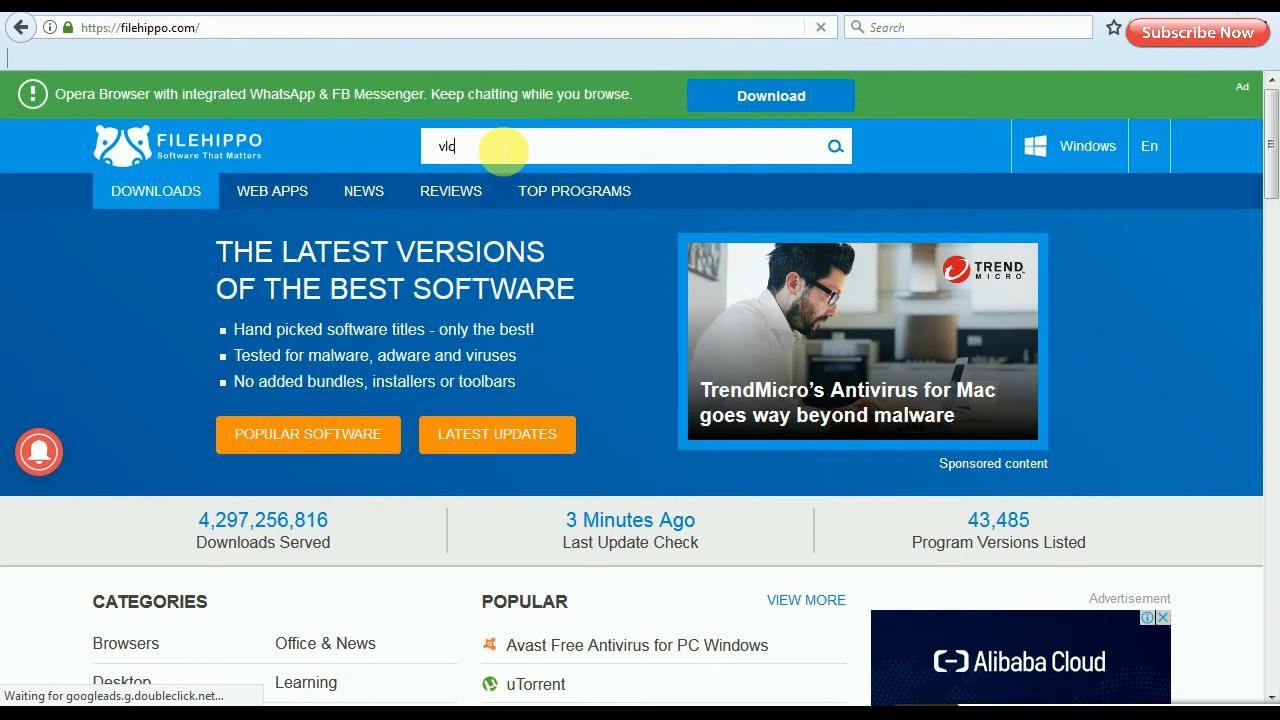 https://filehippo.com/
Search
Subscribe Now
Opera Browser with integrated WhatsApp & FB Messenger. Keep chatting while you browse.
Download
Ad
FILEHIPPO
Software That Matters
vlc
Windows
En
DOWNLOADS
WEB APPS
NEWS
REVIEWS
TOP PROGRAMS
THE LATEST VERSIONS
OF THE BEST SOFTWARE
Hand picked software titles - only the best!
Tested for malware, adware and viruses
No added bundles, installers or toolbars
POPULAR SOFTWARE
LATEST UPDATES
TREND
MICRO
TrendMicro's Antivirus for Mac
goes way beyond malware
Sponsored content
4,297,256,816
Downloads Served
3 Minutes Ago
Last Update Check
43,485
Program Versions Listed
CATEGORIES
Browsers
Office & News
Desktop
Learning
POPULAR
VIEW MORE
Avast Free Antivirus for PC Windows
uTorrent
Advertisement
Alibaba Cloud
Waiting for googleads.g.doubleclick.net...